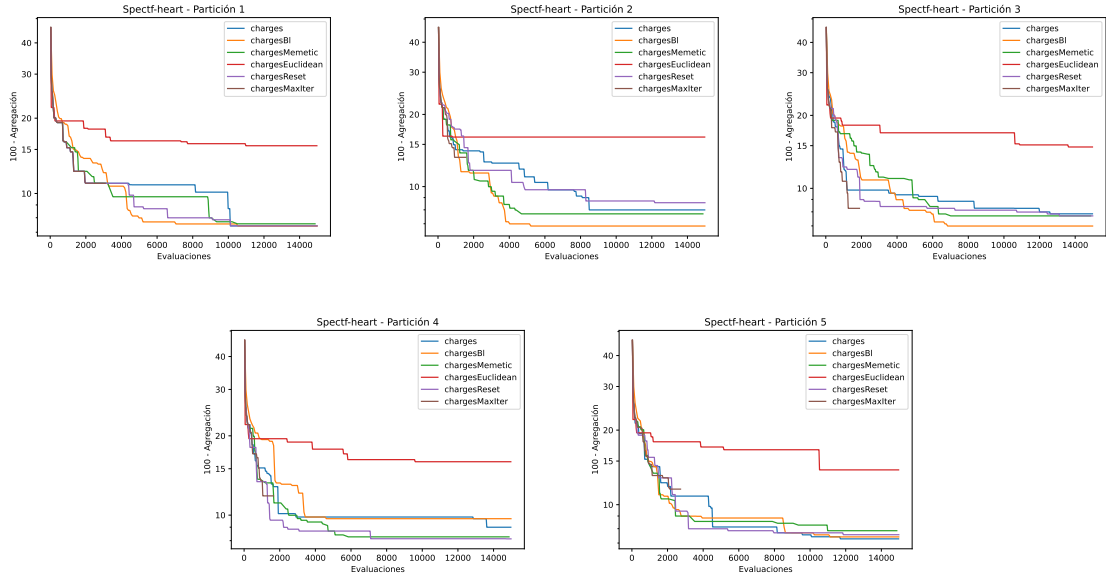 Spectf-heart - Partición 1
100 - Agregación
40
30
20
15
10
charges
chargesBI
chargesMemetic
chargesEuclidean
chargesReset
chargesMaxIter
0 2000 4000 6000 8000 10000 12000 14000
Evaluaciones
Spectf-heart - Partición 2
100 - Agregación
40
30
20
15
10
charges
chargesBI
chargesMemetic
chargesEuclidean
chargesReset
chargesMaxIter
0 2000 4000 6000 8000 10000 12000 14000
Evaluaciones
Spectf-heart - Partición 3
100 - Agregación
40
30
20
15
10
charges
chargesBI
chargesMemetic
chargesEuclidean
chargesReset
chargesMaxIter
0 2000 4000 6000 8000 10000 12000 14000
Evaluaciones
Spectf-heart - Partición 4
100 - Agregación
40
30
20
15
10
charges
chargesBI
chargesMemetic
chargesEuclidean
chargesReset
chargesMaxIter
0 2000 4000 6000 8000 10000 12000 14000
Evaluaciones
Spectf-heart - Partición 5
100 - Agregación
40
30
20
15
10
charges
chargesBI
chargesMemetic
chargesEuclidean
chargesReset
chargesMaxIter
0 2000 4000 6000 8000 10000 12000 14000
Evaluaciones